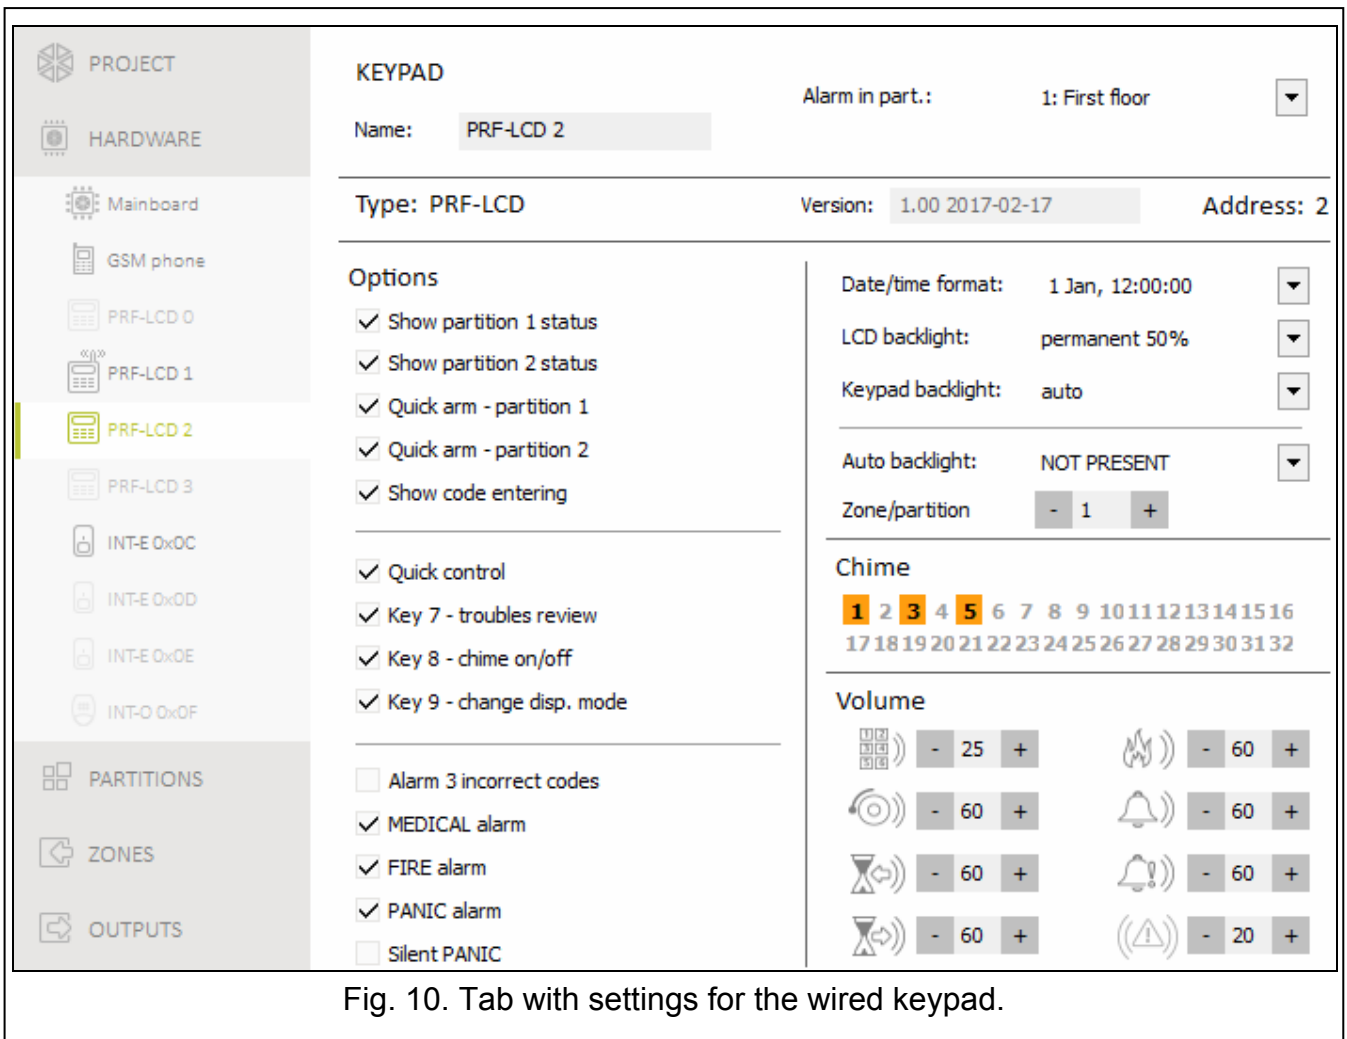 PROJECT
HARDWARE
Mainboard
GSM phone
PRF-LCD 0
PRF-LCD 1
PRF-LCD 2
PRF-LCD 3
INT-E 0x0C
INT-E 0x0D
INT-E 0x0E
INT-O 0x0F
PARTITIONS
ZONES
OUTPUTS
KEYPAD
Name: PRF-LCD 2
Alarm in part.: 1: First floor
Type: PRF-LCD
Version: 1.00 2017-02-17
Address: 2
Options
Show partition 1 status
Show partition 2 status
Quick arm - partition 1
Quick arm - partition 2
Show code entering
Quick control
Key 7 - troubles review
Key 8 - chime on/off
Key 9 - change disp. mode
Alarm 3 incorrect codes
MEDICAL alarm
FIRE alarm
PANIC alarm
Silent PANIC
Date/time format: 1 Jan, 12:00:00
LCD backlight: permanent 50%
Keypad backlight: auto
Auto backlight: NOT PRESENT
Zone/partition - 1 +
Chime
1 2 3 4 5 6 7 8 9 10 11 12 13 14 15 16
17 18 19 20 21 22 23 24 25 26 27 28 29 30 31 32
Volume
1 2
3 4
5 6
- 25 + - 60 +
- 60 + - 60 +
- 60 + - 60 +
- 60 + - 20 +
Fig. 10. Tab with settings for the wired keypad.